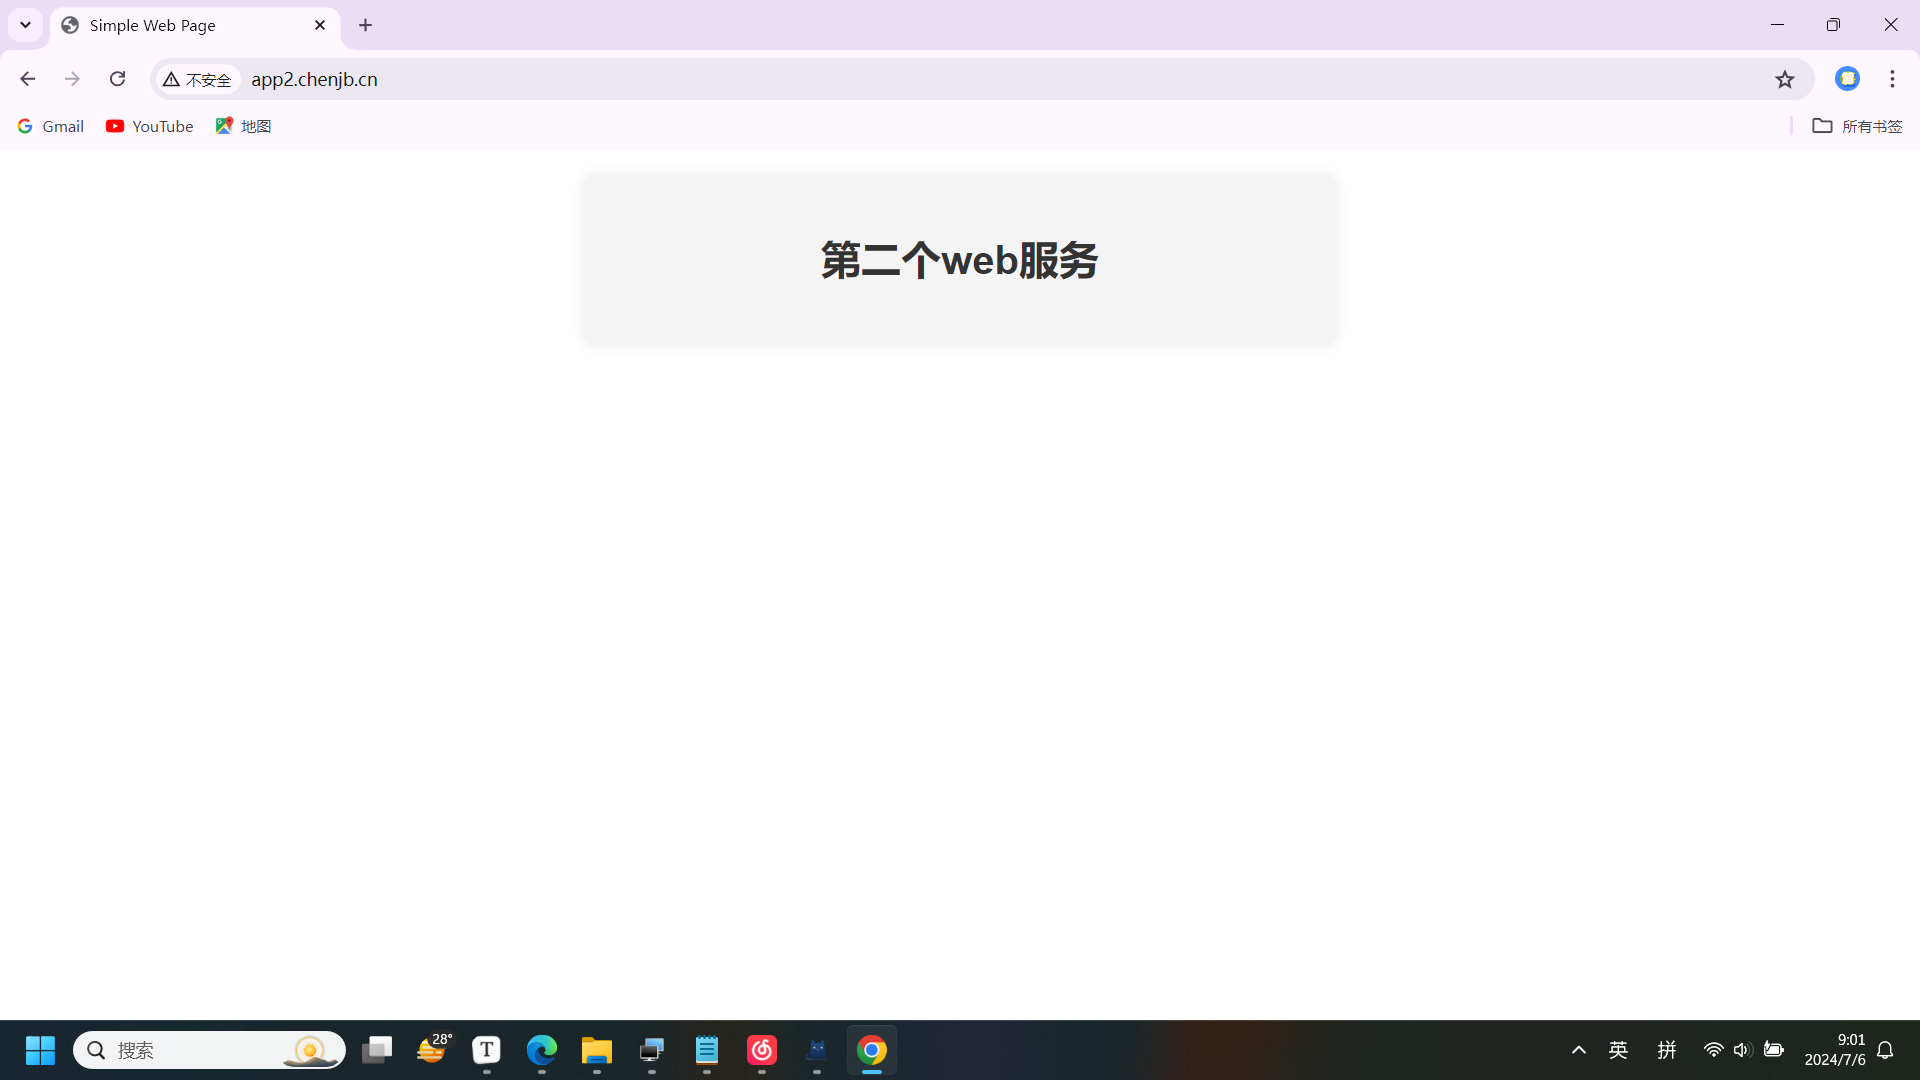 Simple Web Page
不安全
app2.chenjb.cn
Gmail
YouTube
地图
所有书签
第二个web服务
搜索
28°
T
英
拼
9:01
2024/7/6